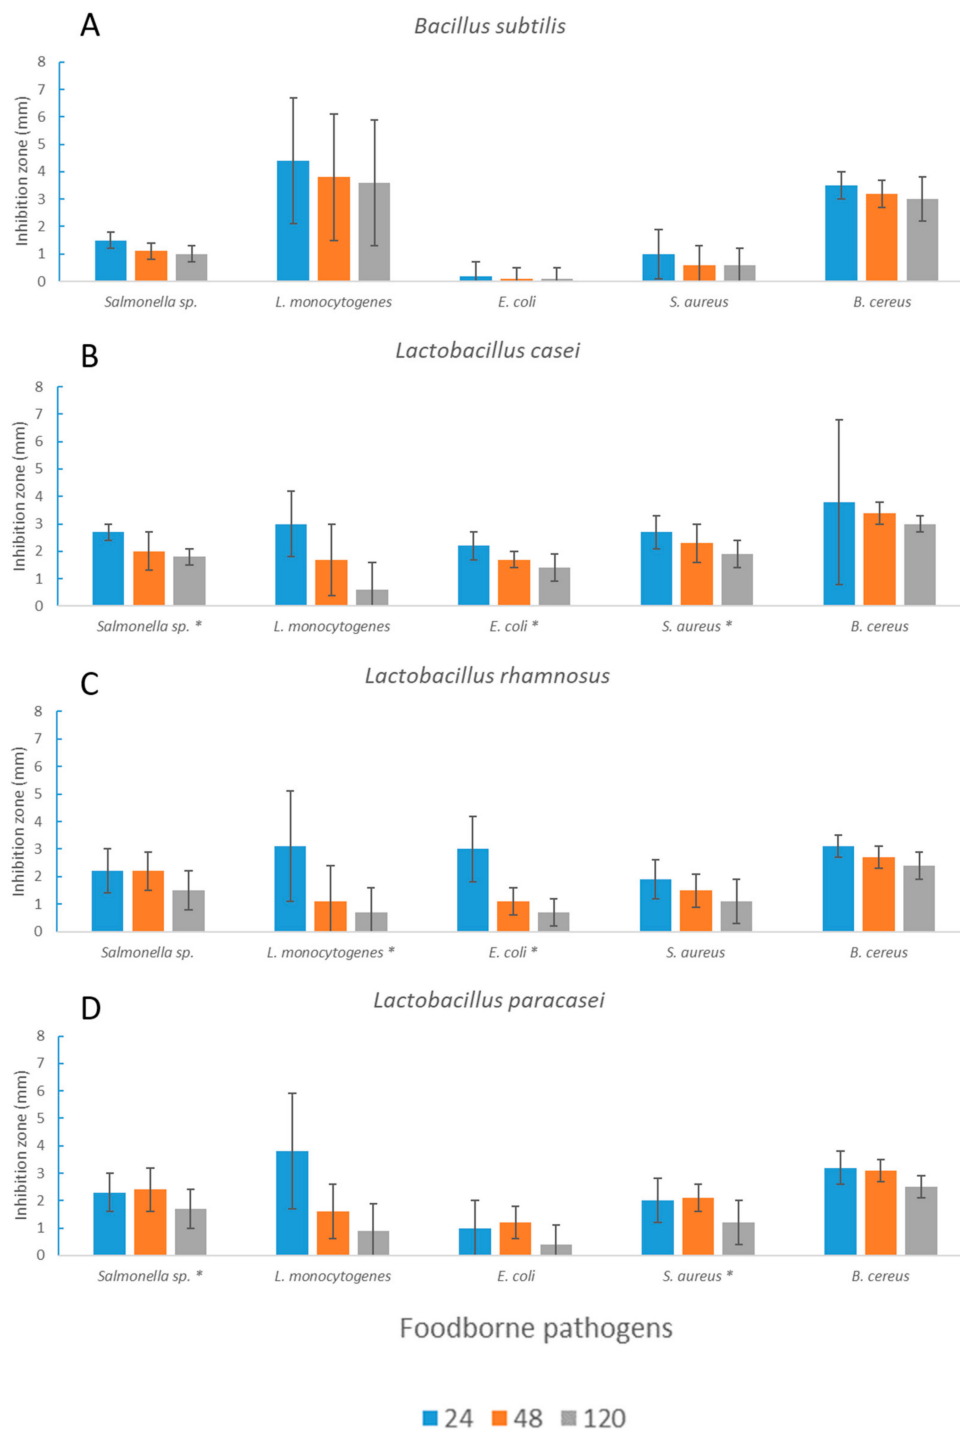 A
Bacillus subtilis
Inhibition zone (mm)
8
7
6
5
4
3
2
1
0
Salmonella sp. L. monocytogenes E. coli S. aureus B. cereus
B
Lactobacillus casei
Inhibition zone (mm)
8
7
6
5
4
3
2
1
0
Salmonella sp. * L. monocytogenes E. coli * S. aureus * B. cereus
C
Lactobacillus rhamnosus
Inhibition zone (mm)
8
7
6
5
4
3
2
1
0
Salmonella sp. L. monocytogenes * E. coli * S. aureus B. cereus
D
Lactobacillus paracasei
Inhibition zone (mm)
8
7
6
5
4
3
2
1
0
Salmonella sp. * L. monocytogenes E. coli S. aureus * B. cereus
Foodborne pathogens
24 48 120